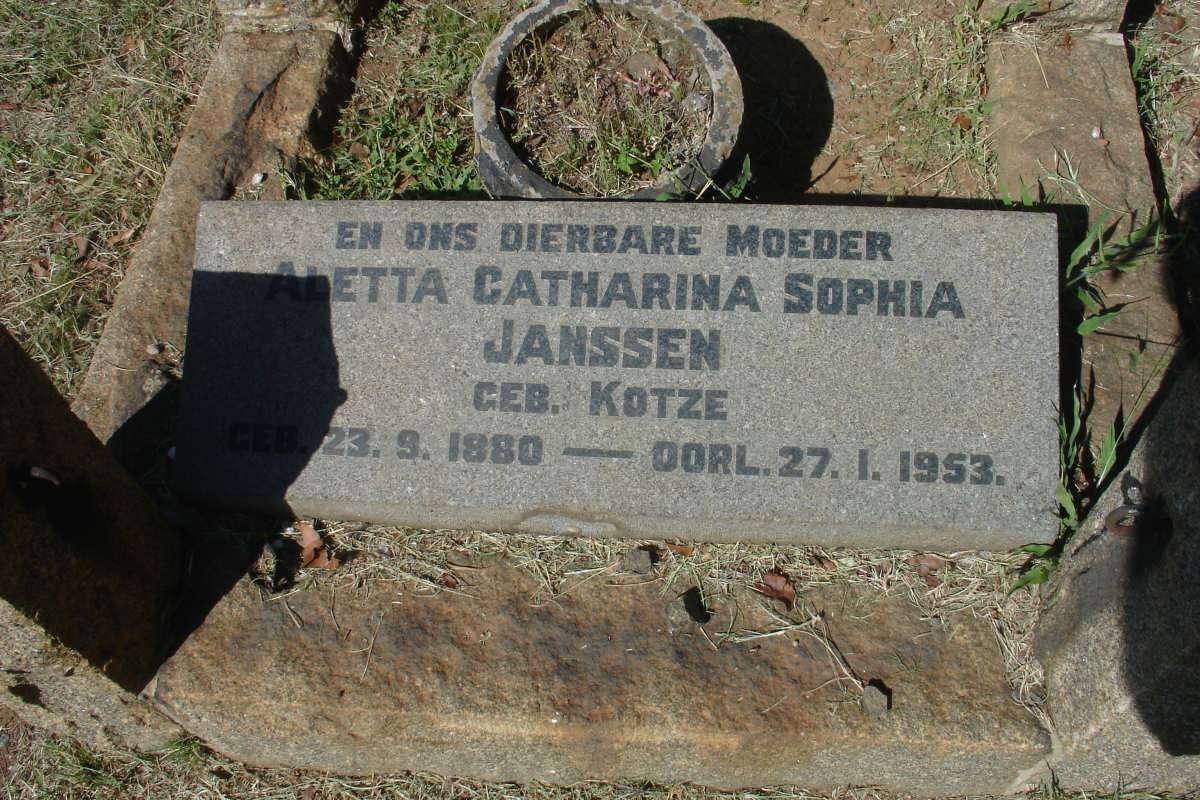 EN ONS DIERBARE MOEDER
ALETTA CATHARINA SOPHIA
JANSSEN
GEB. KOTZE
GEB. 23. 9. 1880 — OORL. 27. 1. 1953.